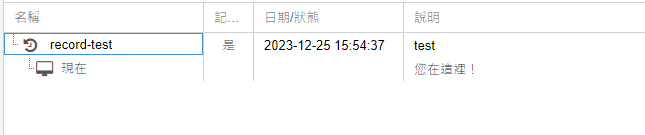 名稱 記... 日期/狀態 說明
record-test 是 2023-12-25 15:54:37 test
現在 您在這裡！